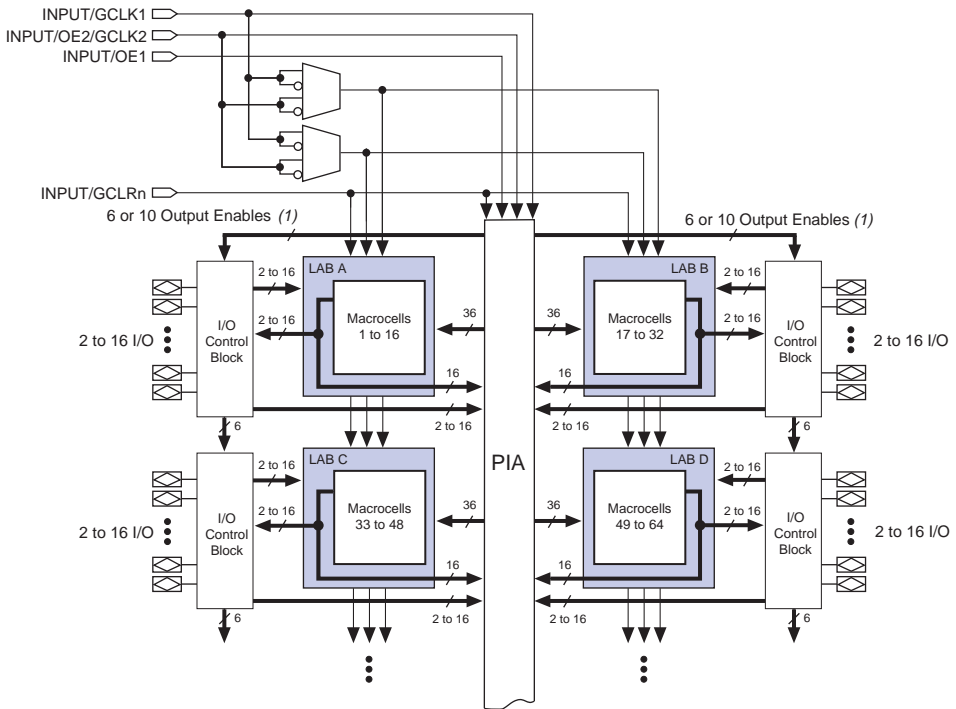 INPUT/GCLK1
INPUT/OE2/GCLK2
INPUT/OE1
INPUT/GCLRn
6 or 10 Output Enables (1)
6 or 10 Output Enables (1)
LAB A
2 to 16
2 to 16
I/O
Control
Block
2 to 16 I/O
Macrocells
1 to 16
36
16
2 to 16
6
LAB B
2 to 16
2 to 16
I/O
Control
Block
2 to 16 I/O
Macrocells
17 to 32
36
16
2 to 16
6
PIA
LAB C
2 to 16
2 to 16
I/O
Control
Block
2 to 16 I/O
Macrocells
33 to 48
36
16
2 to 16
6
LAB D
2 to 16
2 to 16
I/O
Control
Block
2 to 16 I/O
Macrocells
49 to 64
36
16
2 to 16
6